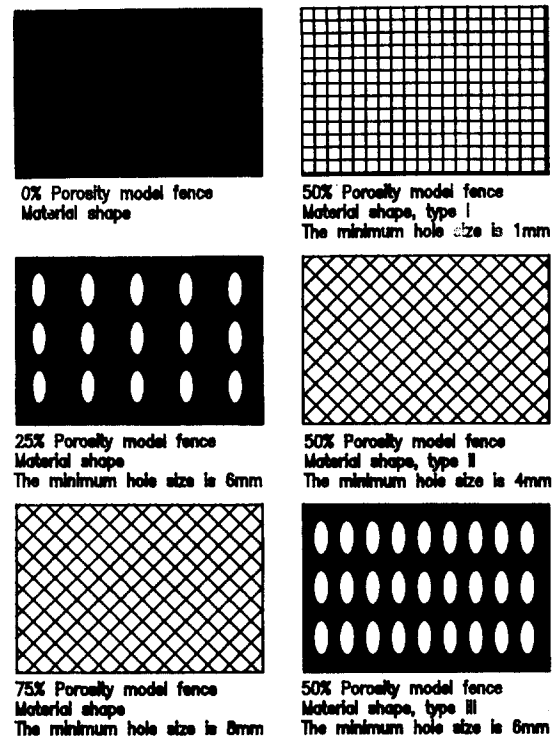 0% Porosity model fence
Material shape
50% Porosity model fence
Material shape, type I
The minimum hole size is 1mm
25% Porosity model fence
Material shape
The minimum hole size is 6mm
50% Porosity model fence
Material shape, type II
The minimum hole size is 4mm
75% Porosity model fence
Material shape
The minimum hole size is 8mm
50% Porosity model fence
Material shape, type III
The minimum hole size is 6mm